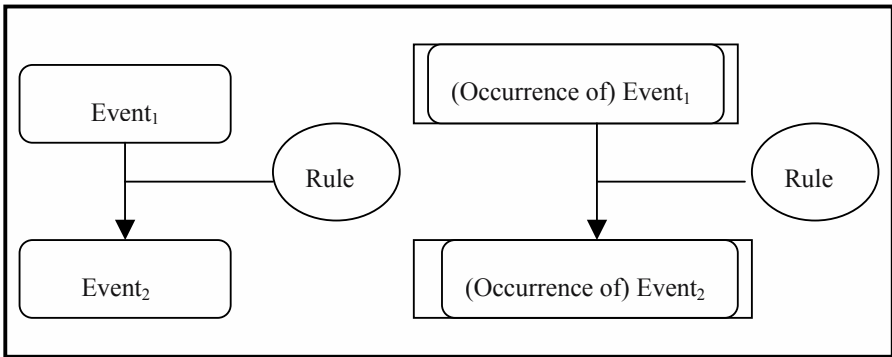 Event₁
Rule
Event₂
(Occurrence of) Event₁
Rule
(Occurrence of) Event₂